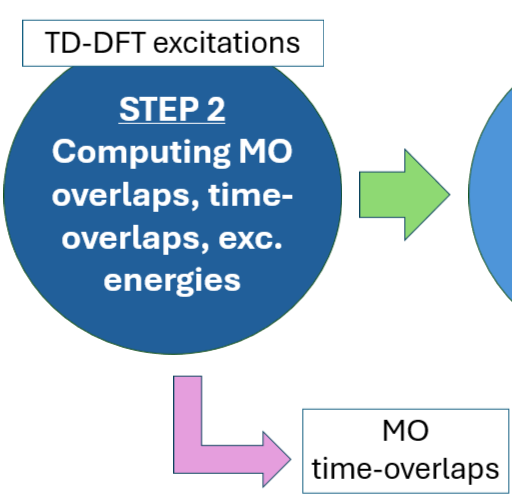 TD-DFT excitations
STEP 2
Computing MO
overlaps, time-
overlaps, exc.
energies
MO
time-overlaps